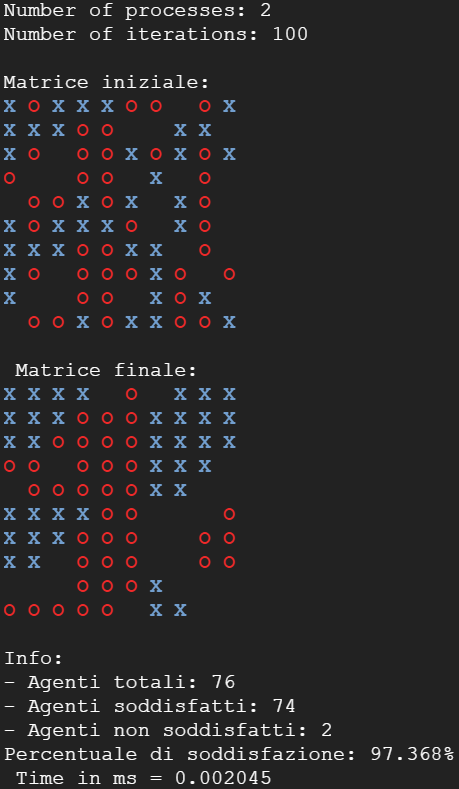 Number of processes: 2
Number of iterations: 100
Matrice iniziale:
x o x x x o o   o x
x x x o o     x x
x o   o o x o x o x
o     o o   x   o
  o o x o x   x o
x o x x x o   x o
x x x o o x x   o
x o   o o o x o   o
x     o o   x o x
  o o x o x x o o x
Matrice finale:
x x x x   o   x x x
x x x o o o x x x x
x x o o o o x x x x
o o   o o o x x x
  o o o o o x x
x x x x o o       o
x x x o o o     o o
x x   o o o     o o
      o o o x
o o o o o   x x
Info:
- Agenti totali: 76
- Agenti soddisfatti: 74
- Agenti non soddisfatti: 2
Percentuale di soddisfazione: 97.368%
Time in ms = 0.002045